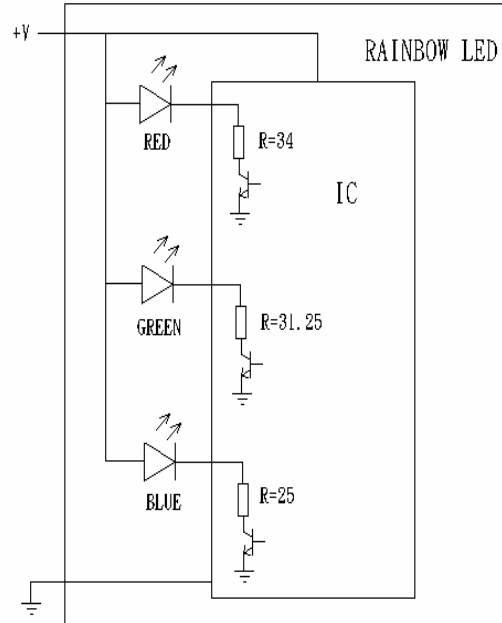 +V
RAINBOW LED
RED
R=34
IC
GREEN
R=31.25
BLUE
R=25